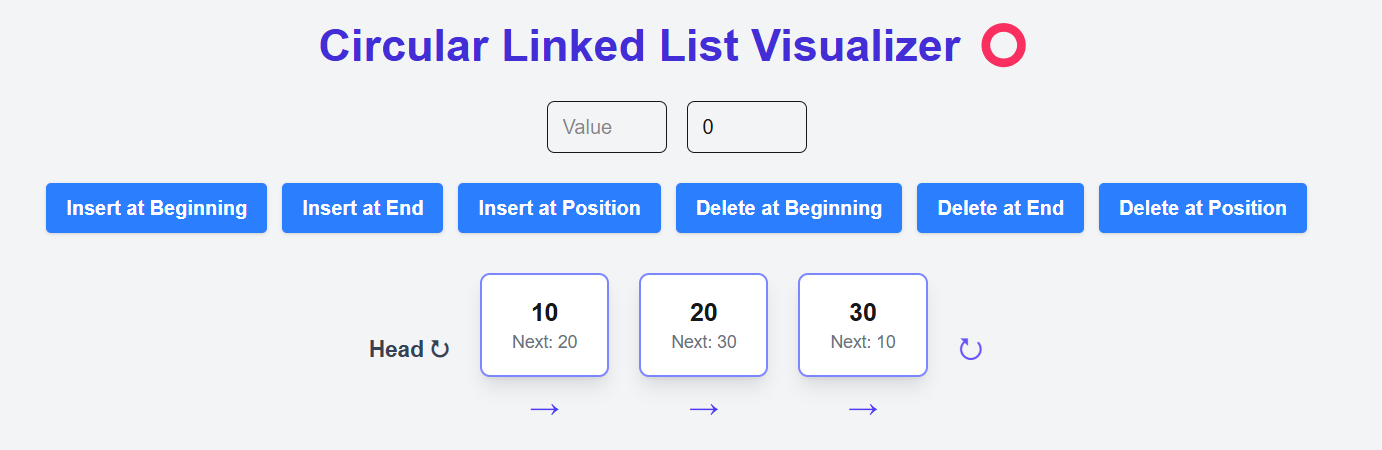 Circular Linked List Visualizer ⭕
Value 0
Insert at Beginning Insert at End Insert at Position Delete at Beginning Delete at End Delete at Position
Head ↻
10 20 30
Next: 20 Next: 30 Next: 10
↻
→ → →